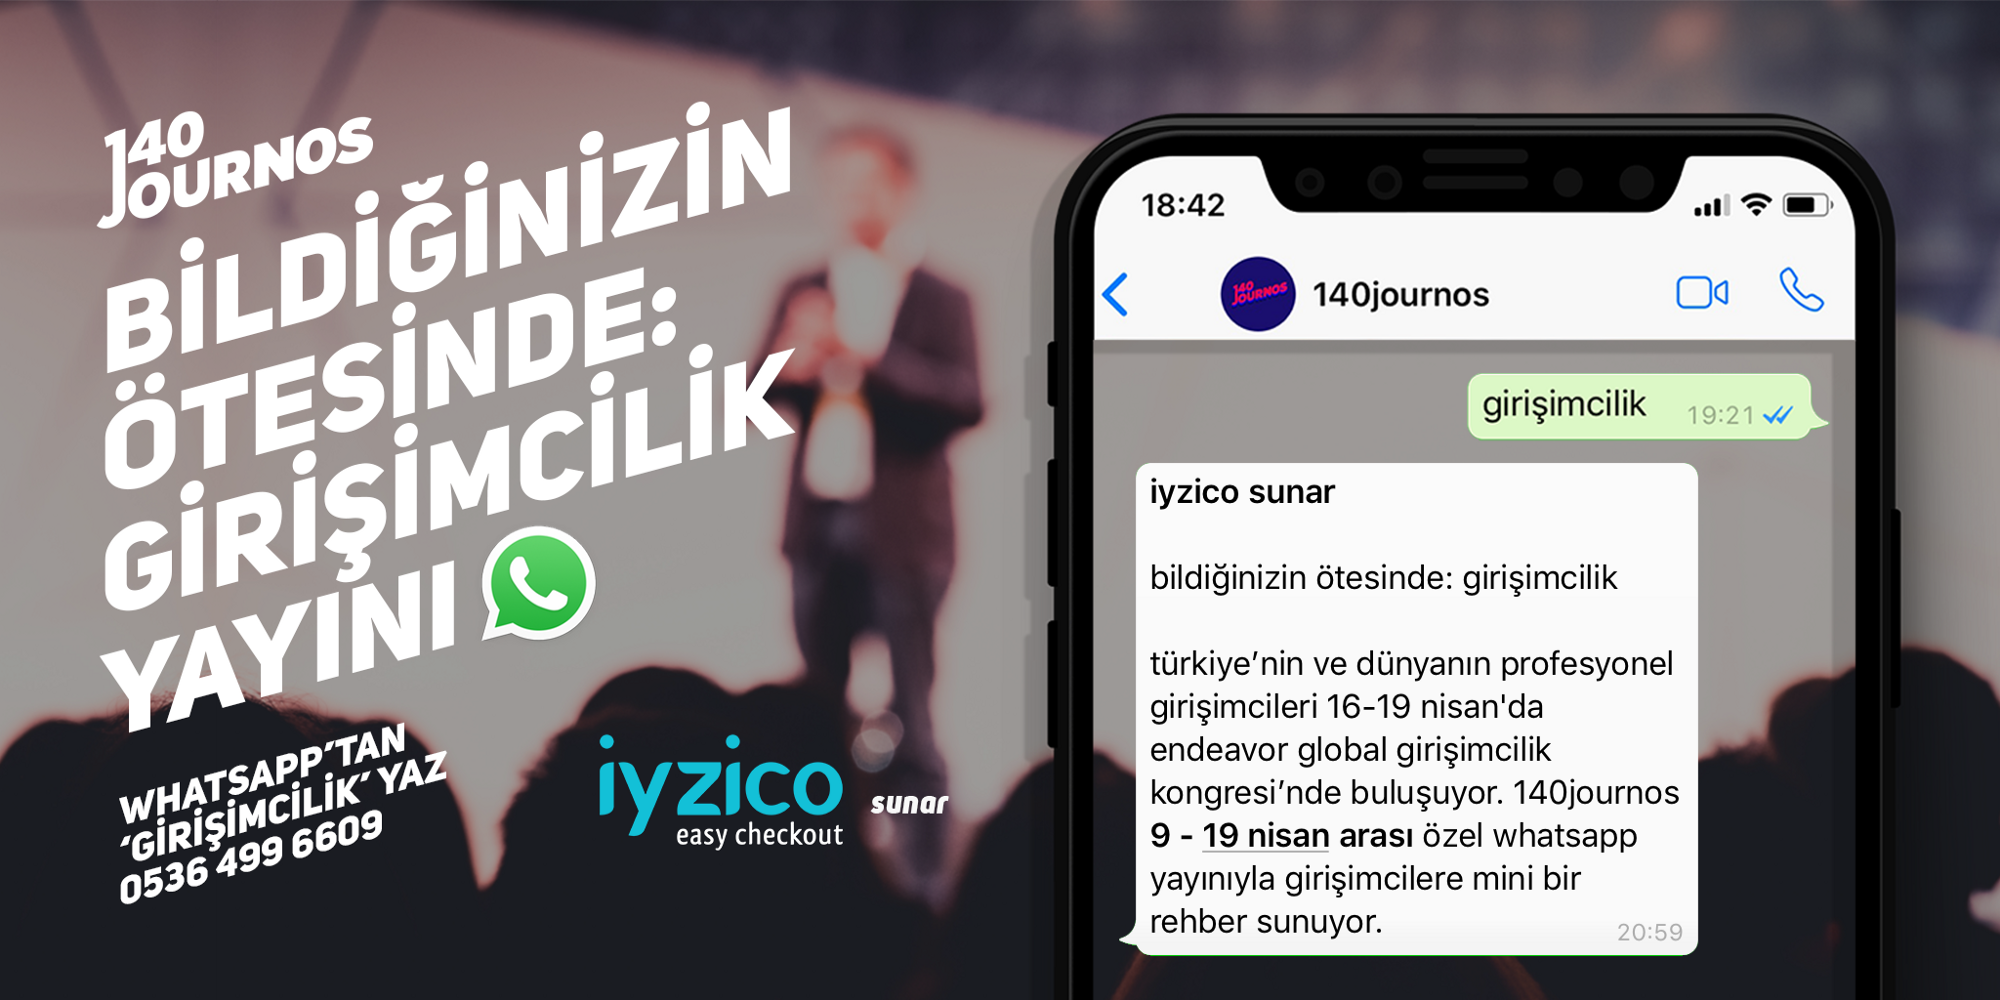 140
JOURNOS
BİLDİĞİNİZİN
ÖTESİNDE:
GİRİŞİMCİLİK
YAYINI
WHATSAPP'TAN
'GİRİŞİMCİLİK' YAZ
0536 499 6609
iyzico
easy checkout
sunar
18:42
140
JOURNOS
140journos
girişimcilik 19:21
iyzico sunar
bildiğinizin ötesinde: girişimcilik
türkiye’nin ve dünyanın profesyonel
girişimcileri 16-19 nisan'da
endeavor global girişimcilik
kongresi’nde buluşuyor. 140journos
9 - 19 nisan arası özel whatsapp
yayınıyla girişimcilere mini bir
rehber sunuyor.
20:59